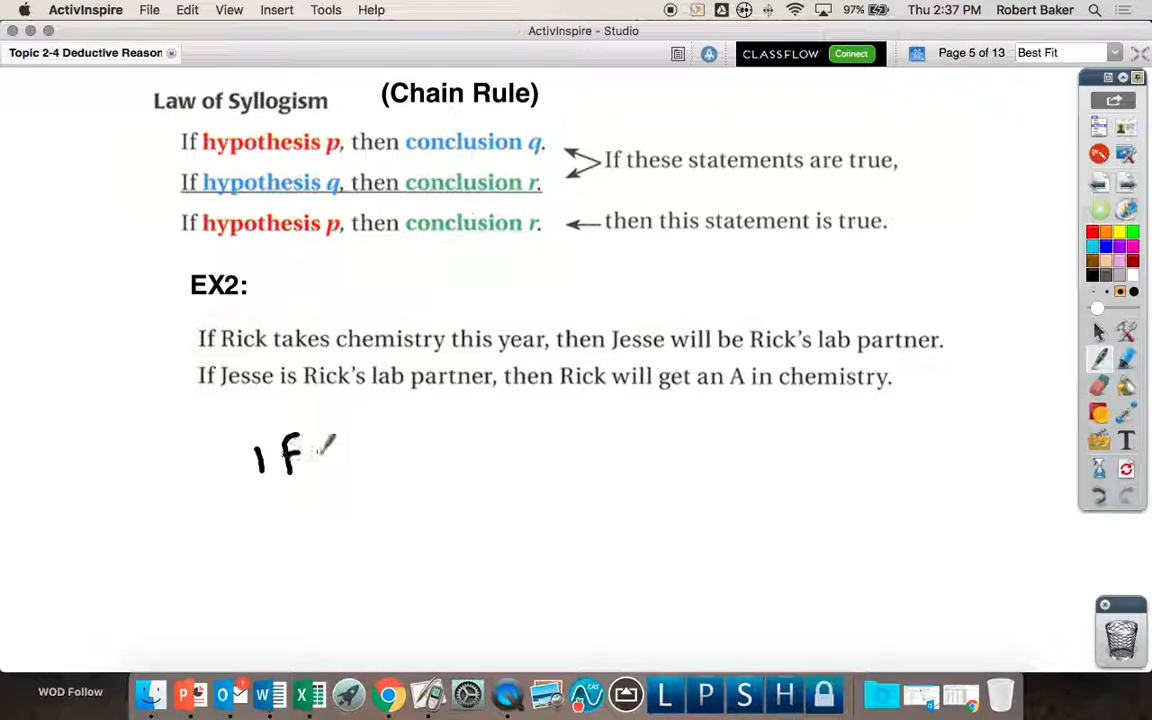 ActivInspire File Edit View Insert Tools Help 97% Thu 2:37 PM Robert Baker
ActivInspire - Studio
Topic 2-4 Deductive Reason
CLASSFLOW Connect
Page 5 of 13
Best Fit
Law of Syllogism (Chain Rule)
If hypothesis p, then conclusion q.
If hypothesis q, then conclusion r.
If these statements are true,
If hypothesis p, then conclusion r.
then this statement is true.
EX2:
If Rick takes chemistry this year, then Jesse will be Rick's lab partner.
If Jesse is Rick's lab partner, then Rick will get an A in chemistry.
IF
T
WOD Follow
L P S H